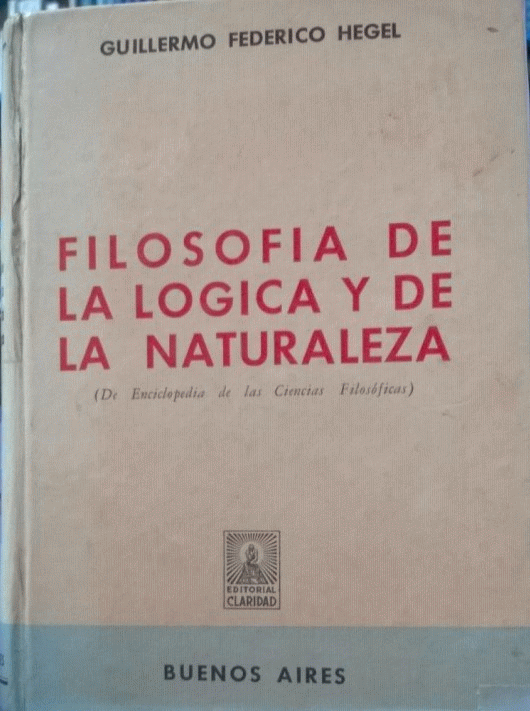 GUILLERMO FEDERICO HEGEL
FILOSOFIA DE
LA LOGICA Y DE
LA NATURALEZA
(De Enciclopedia de las Ciencias Filosóficas)
EDITORIAL
CLARIDAD
BUENOS AIRES